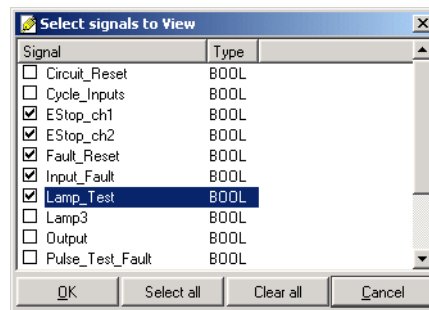 Select signals to View
Signal Type
Circuit_Reset BOOL
Cycle_Inputs BOOL
EStop_ch1 BOOL
EStop_ch2 BOOL
Fault_Reset BOOL
Input_Fault BOOL
Lamp_Test BOOL
Lamp3 BOOL
Output BOOL
Pulse_Test_Fault BOOL
OK Select all Clear all Cancel